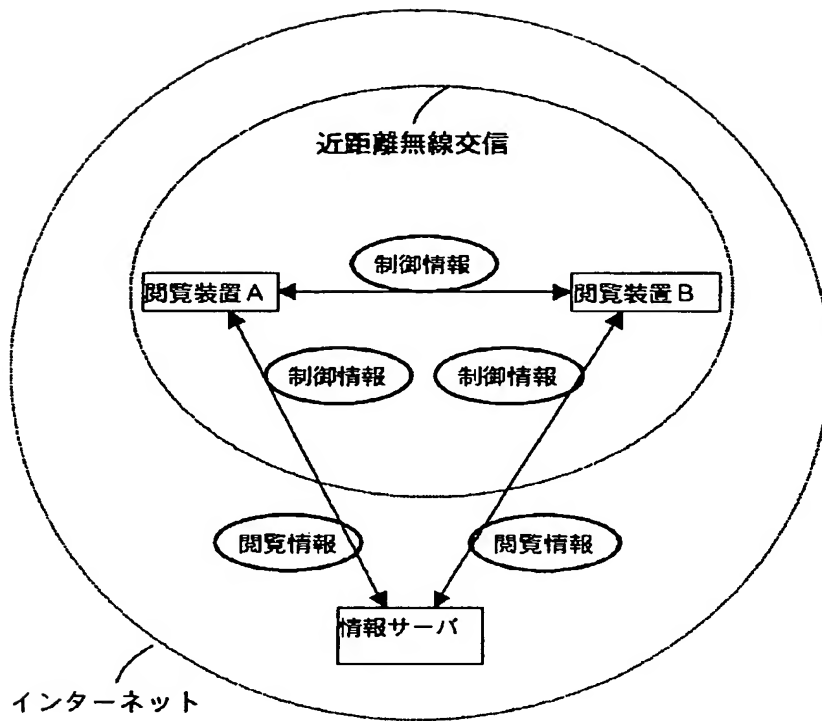 近距離無線交信
制御情報
閲覧装置A
閲覧装置B
制御情報
制御情報
閲覧情報
閲覧情報
情報サーバ
インターネット